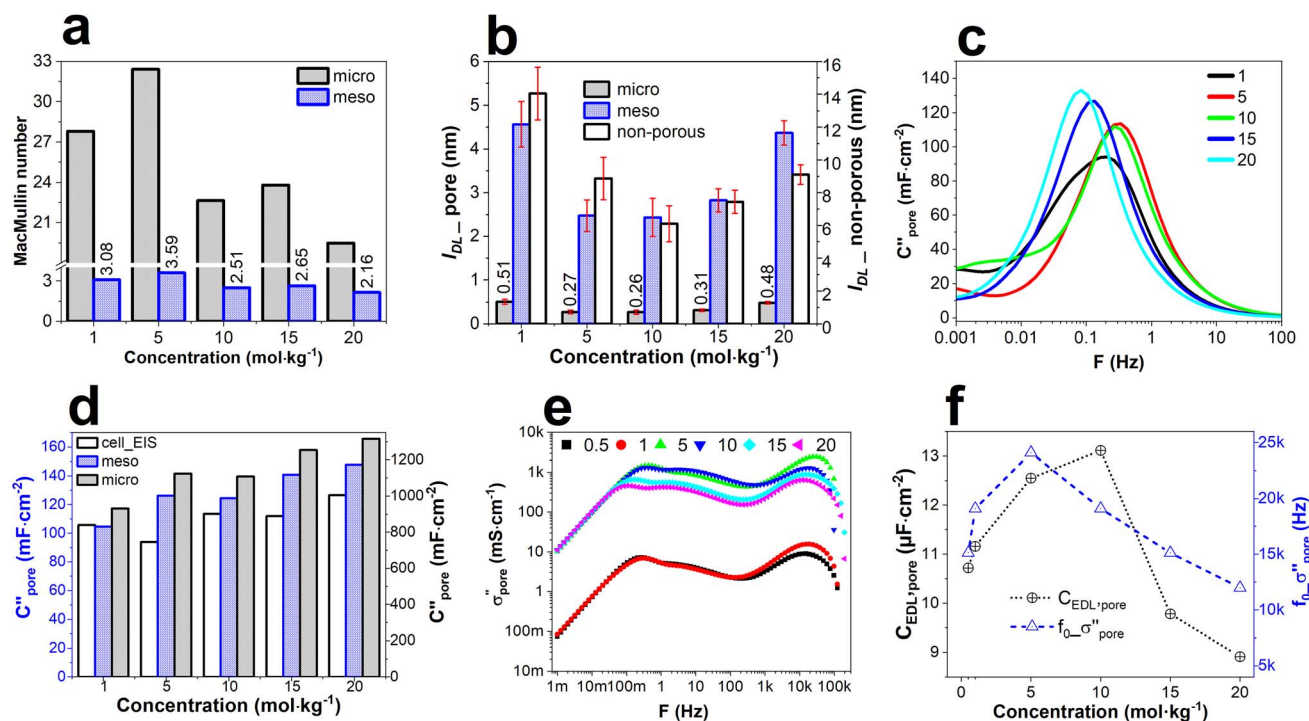 a
MacMullin number
33
30
27
24
21
3
0
micro
meso
3.08
3.59
2.51
2.65
2.16
1
5
10
15
20
Concentration (mol·kg⁻¹)
b
I_DL_ pore (nm)
6
5
4
3
2
1
0
micro
meso
non-porous
0.51
0.27
0.26
0.31
0.48
16
14
12
10
8
6
4
2
0
I_DL_ non-porous (nm)
1
5
10
15
20
Concentration (mol·kg⁻¹)
c
C''pore (mF·cm⁻²)
140
120
100
80
60
40
20
0
1
5
10
15
20
0.001
0.01
0.1
1
10
100
F (Hz)
d
C''pore (mF·cm⁻²)
160
140
120
100
80
60
40
20
0
cell_EIS
meso
micro
1200
1000
800
600
400
200
0
C''pore (mF·cm⁻²)
1
5
10
15
20
Concentration (mol·kg⁻¹)
e
σ''pore (mS·cm⁻¹)
10k
1k
100
10
1
100m
10m
0.5
1
5
10
15
20
1m
10m
100m
1
10
100
1k
10k
100k
F (Hz)
f
C_EDL,pore (µF·cm⁻²)
13
12
11
10
9
C_EDL,pore
f₀_σ''pore
25k
20k
15k
10k
5k
f₀_σ''pore (Hz)
0
5
10
15
20
Concentration (mol·kg⁻¹)